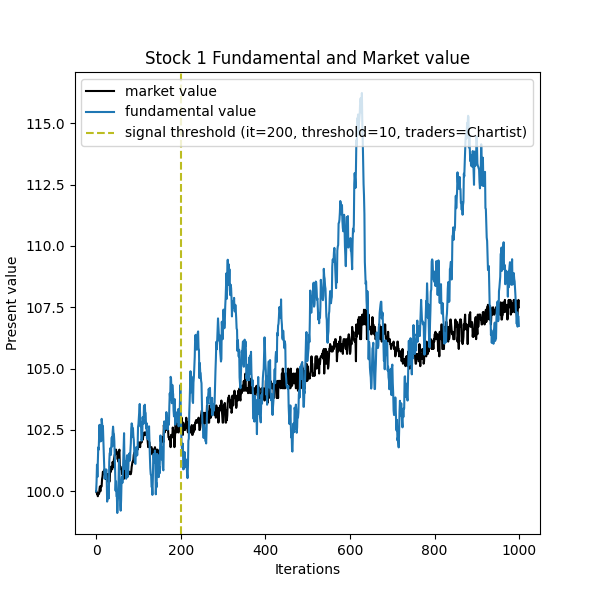 Stock 1 Fundamental and Market value
market value
fundamental value
signal threshold (it=200, threshold=10, traders=Chartist)
115.0
112.5
110.0
107.5
105.0
102.5
100.0
Present value
0 200 400 600 800 1000
Iterations